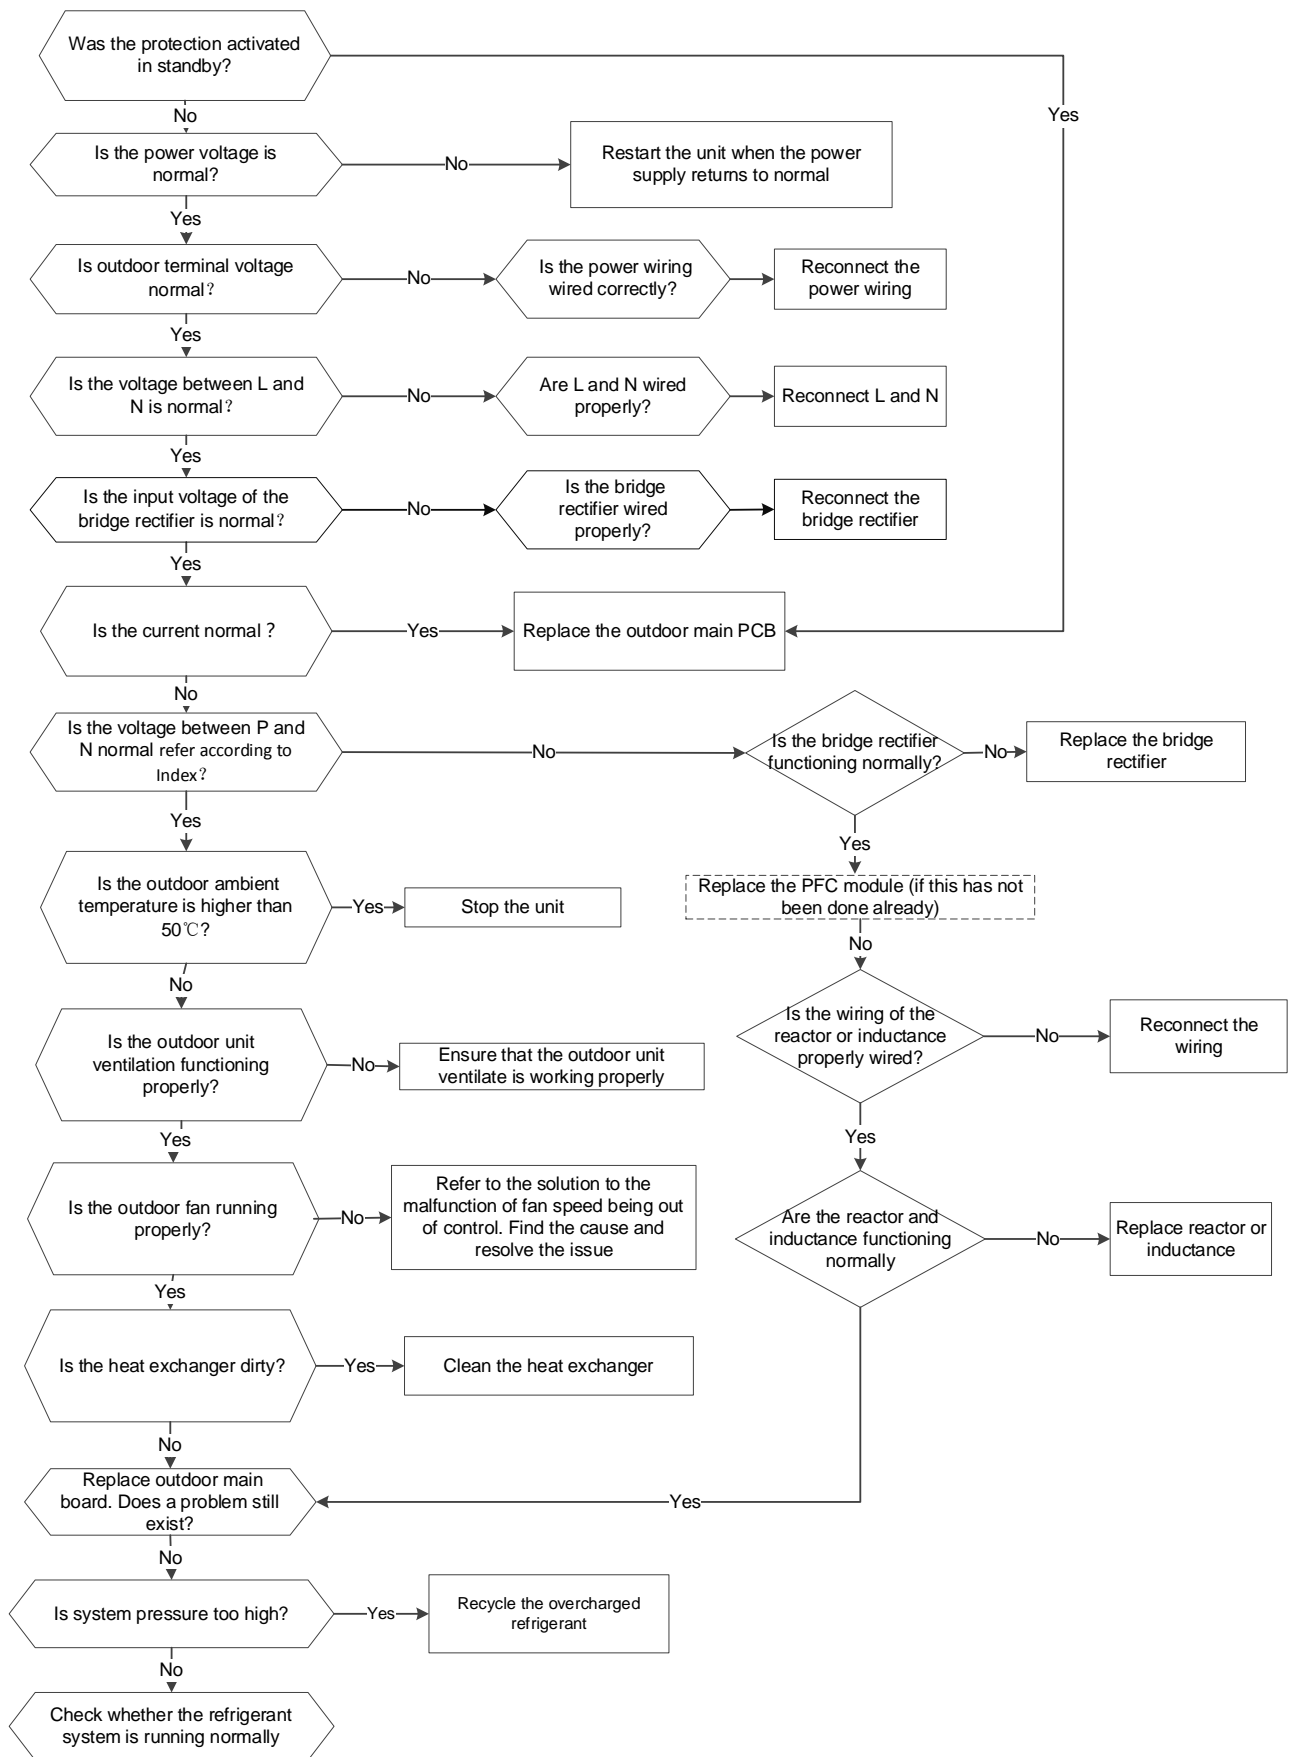 Was the protection activated
in standby?
Yes
No
Is the power voltage is
normal?
No
Restart the unit when the power
supply returns to normal
Yes
Is outdoor terminal voltage
normal?
No
Is the power wiring
wired correctly?
Reconnect the
power wiring
Yes
Is the voltage between L and
N is normal?
No
Are L and N wired
properly?
Reconnect L and N
Yes
Is the input voltage of the
bridge rectifier is normal?
No
Is the bridge
rectifier wired
properly?
Reconnect the
bridge rectifier
Yes
Is the current normal ?
Yes
Replace the outdoor main PCB
No
Is the voltage between P and
N normal refer according to
Index?
No
Is the bridge rectifier
functioning normally?
No
Replace the bridge
rectifier
Yes
Yes
Is the outdoor ambient
temperature is higher than
50℃?
Yes
Stop the unit
Replace the PFC module (if this has not
been done already)
No
No
Is the outdoor unit
ventilation functioning
properly?
No
Ensure that the outdoor unit
ventilate is working properly
Is the wiring of the
reactor or inductance
properly wired?
No
Reconnect the
wiring
Yes
Yes
Is the outdoor fan running
properly?
No
Refer to the solution to the
malfunction of fan speed being out
of control. Find the cause and
resolve the issue
Are the reactor and
inductance functioning
normally
No
Replace reactor or
inductance
Yes
Is the heat exchanger dirty?
Yes
Clean the heat exchanger
No
Replace outdoor main
board. Does a problem still
exist?
Yes
No
Is system pressure too high?
Yes
Recycle the overcharged
refrigerant
No
Check whether the refrigerant
system is running normally